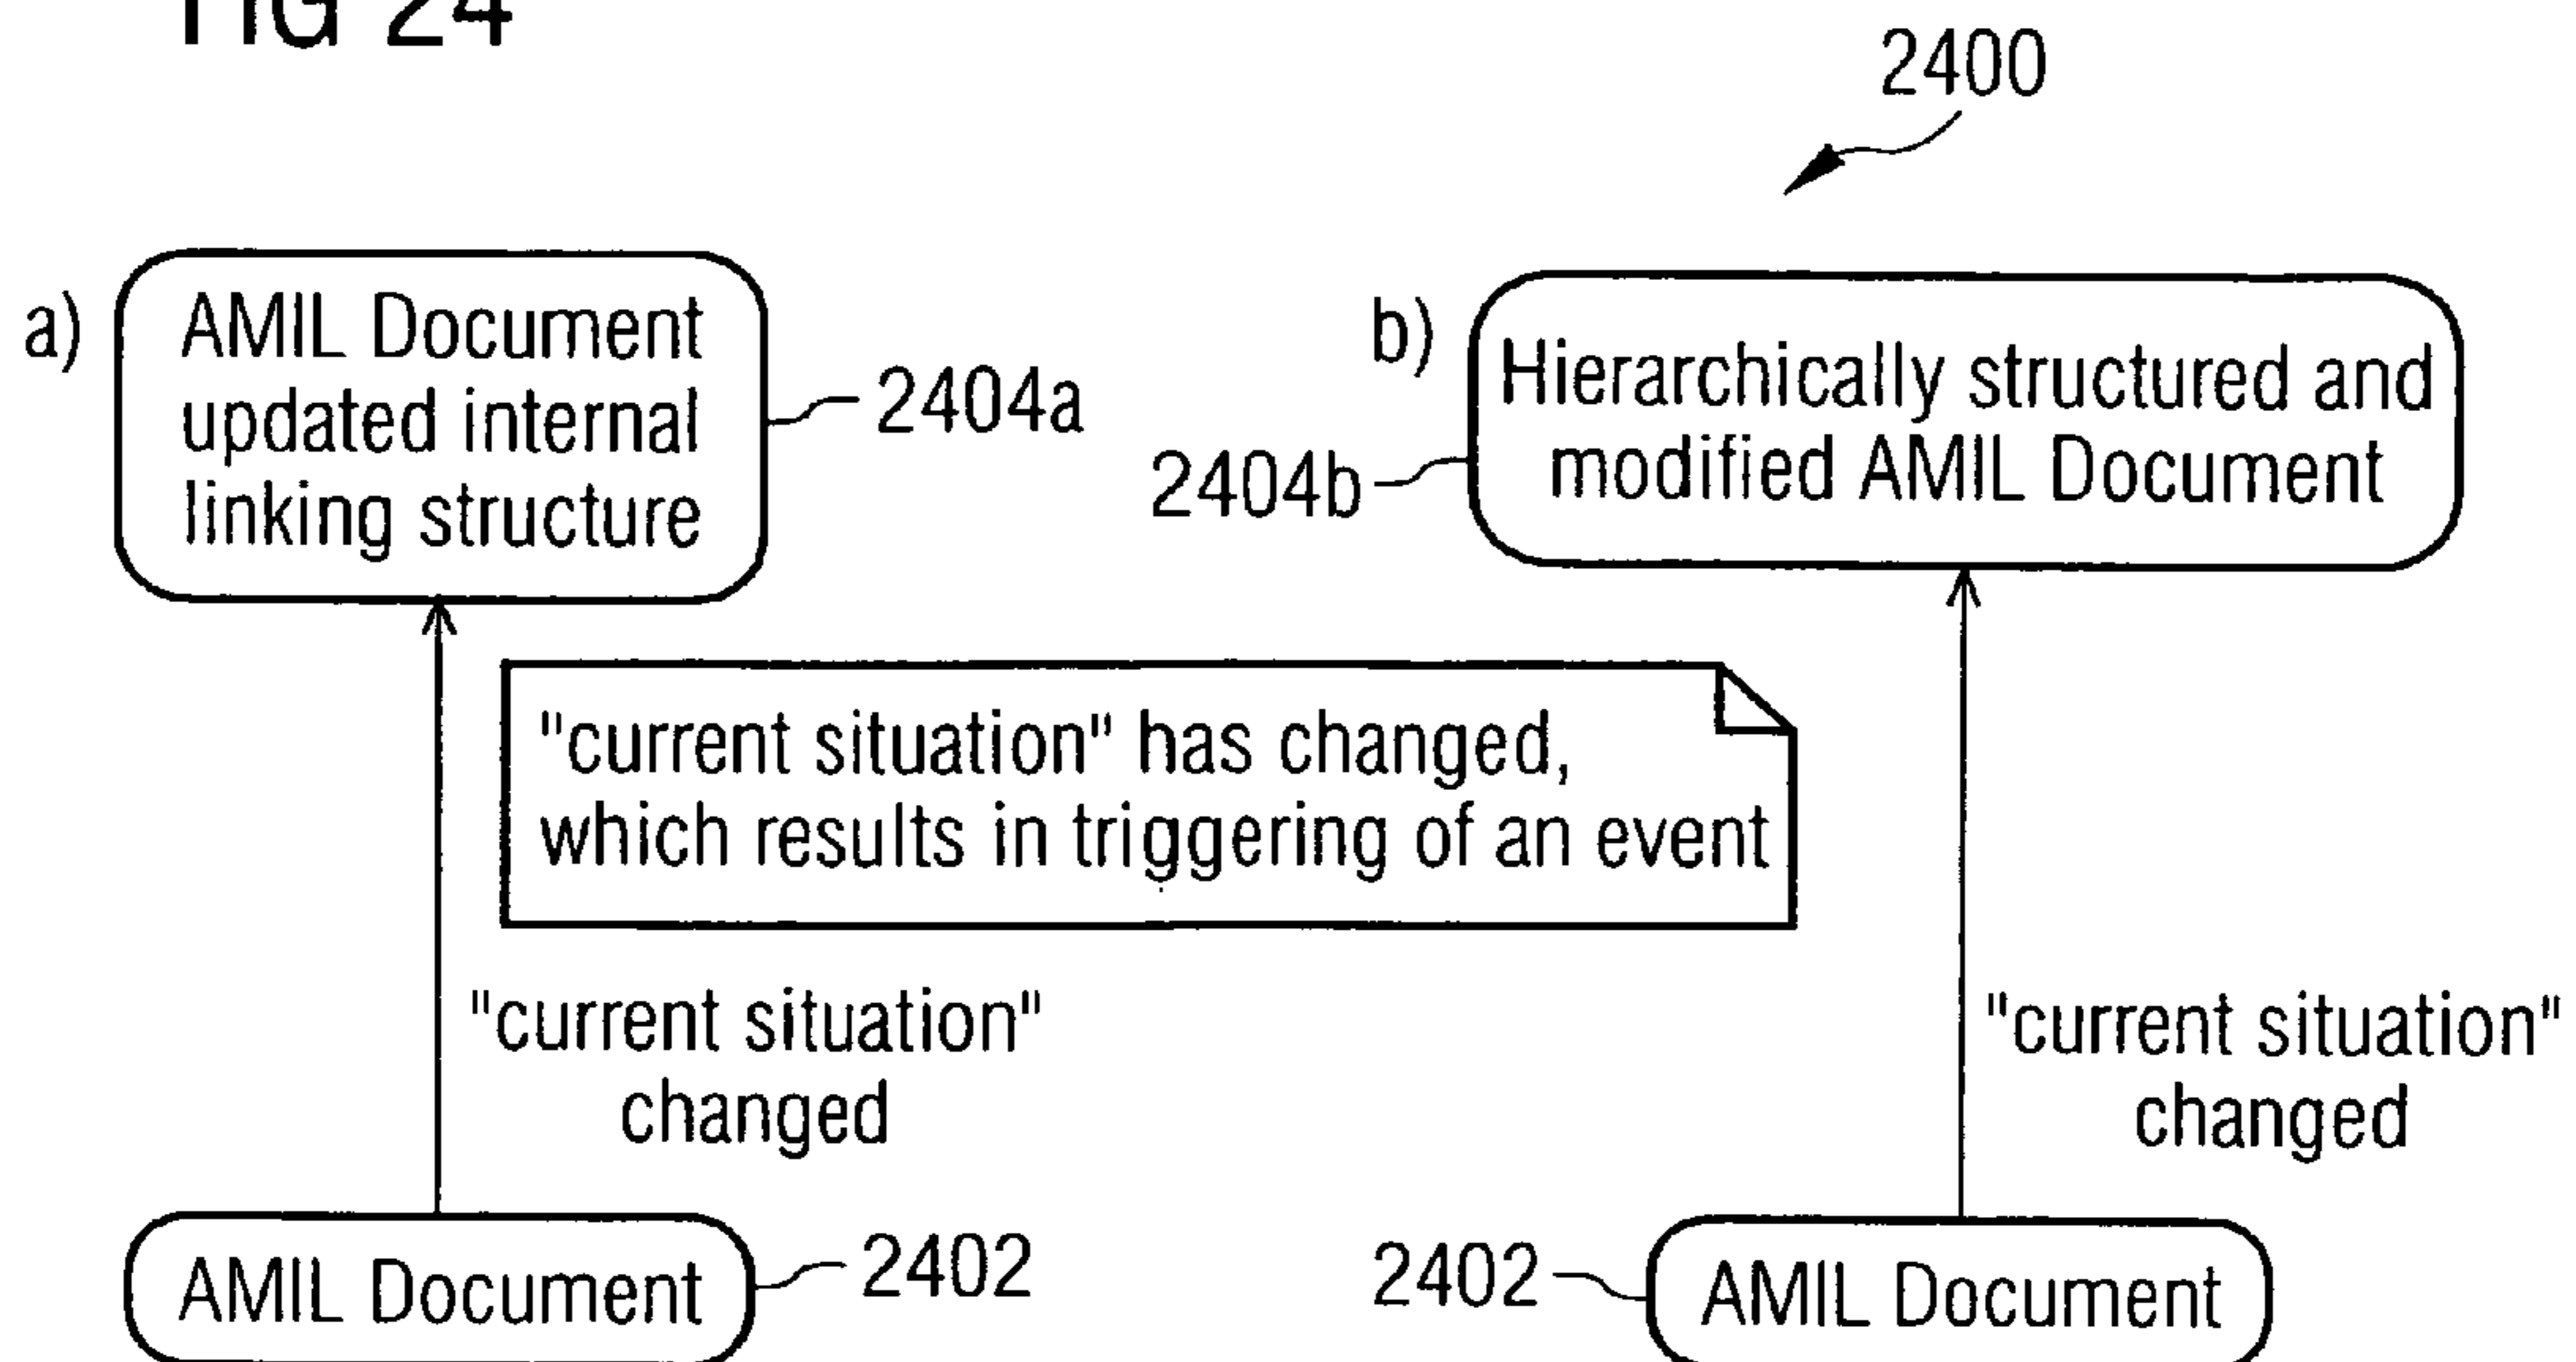 FIG 24
2400
a)
AMIL Document
updated internal
linking structure
2404a
b)
Hierarchically structured and
modified AMIL Document
2404b
"current situation" has changed,
which results in triggering of an event
"current situation"
changed
"current situation"
changed
AMIL Document
2402
2402
AMIL Document